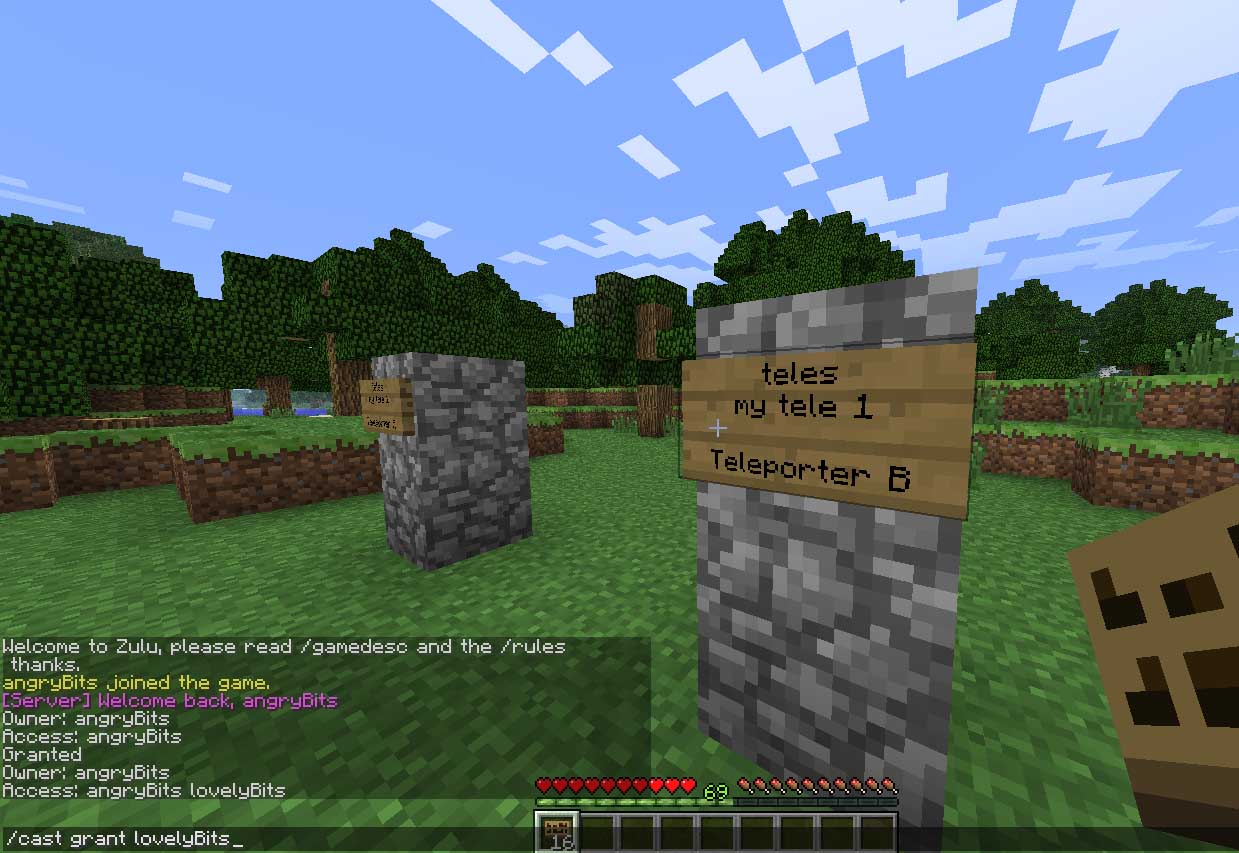 teles
my tele 1
Teleporter B
Welcome to Zulu, please read /gamedesc and the /rules
thanks.
angryBits joined the game.
[Server] Welcome back, angryBits
Owner: angryBits
Access: angryBits
Granted
Owner: angryBits
Access: angryBits lovelyBits
69
/cast grant lovelyBits_
16